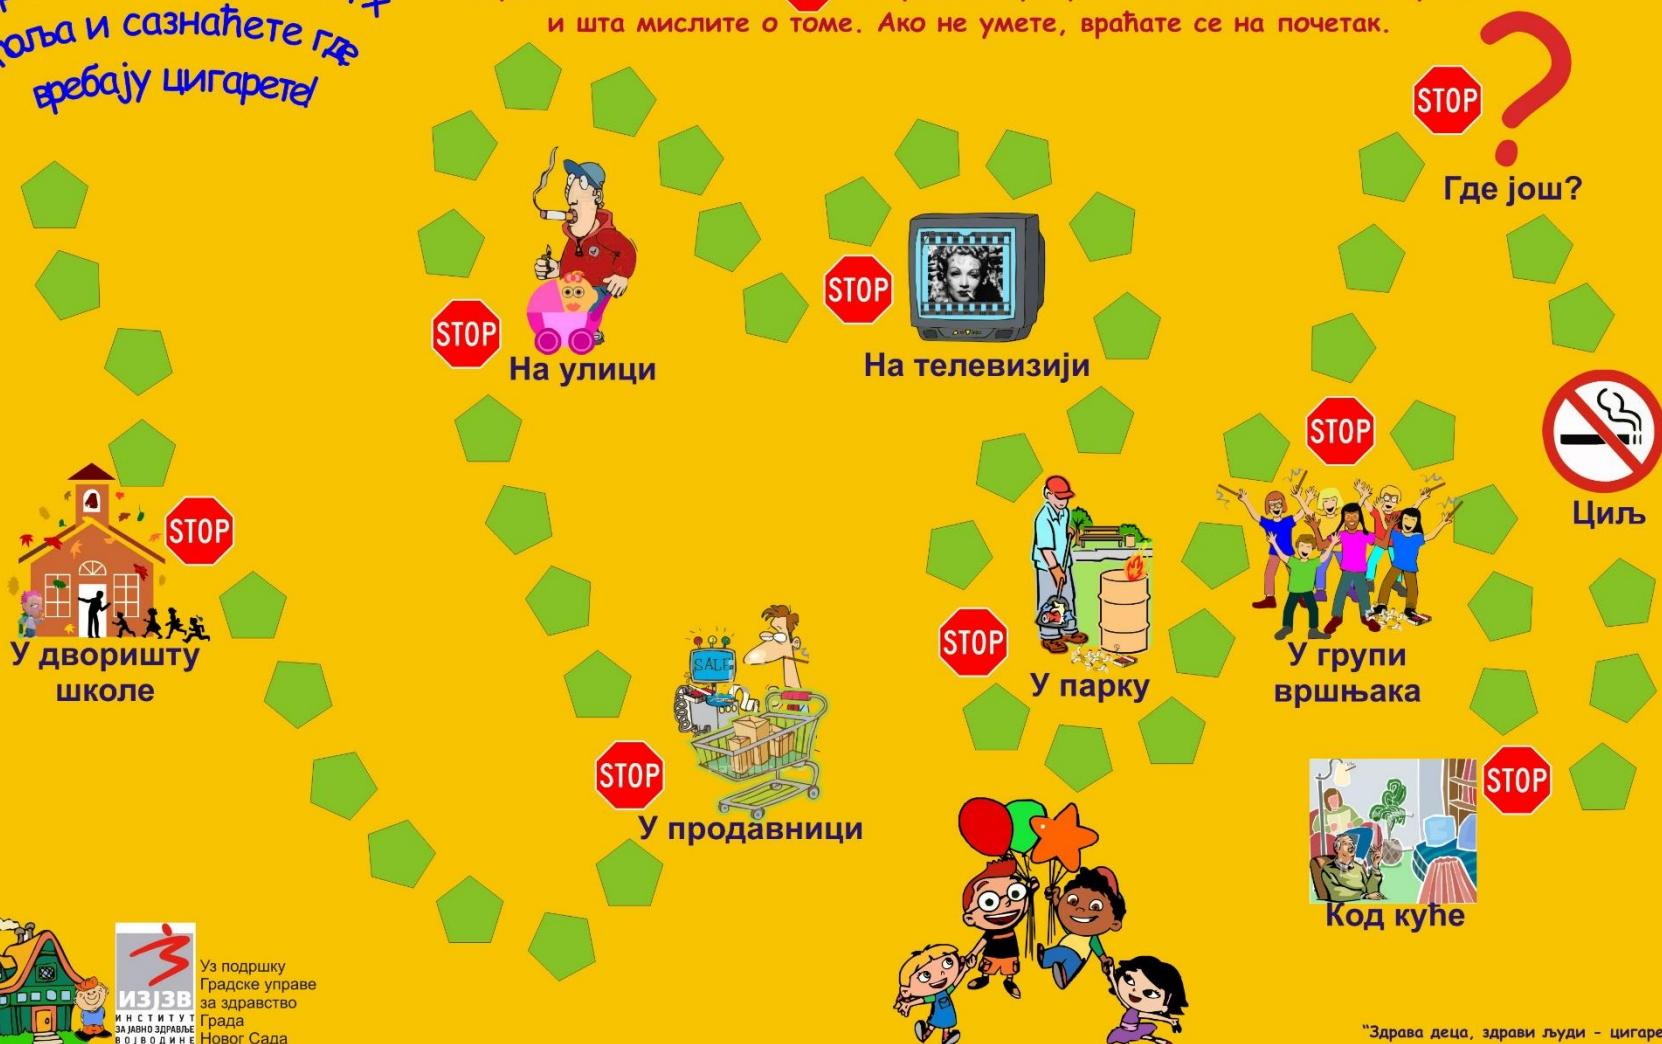 поља и сазнаћете где
вребају цигарете!
и шта мислите о томе. Ако не умете, враћате се на почетак.
STOP
Где још?
STOP
На улици
STOP
На телевизији
STOP
Циљ
STOP
У дворишту
школе
STOP
У парку
У групи
вршњака
SALE
STOP
У продавници
STOP
Код куће
ИЗЈЗВ
ИНСТИТУТ
ЗА ЈАВНО ЗДРАВЉЕ
ВОЈВОДИНЕ
Уз подршку
Градске управе
за здравство
Града
Новог Сада
"Здрава деца, здрави људи - цигаре